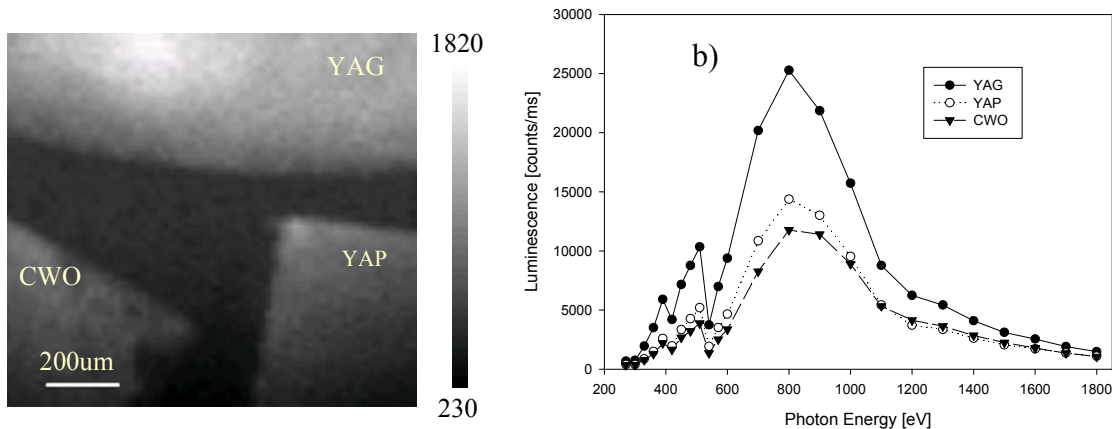 YAG
CWO
YAP
200um
1820
230
b)
Luminescence [counts/ms]
30000
25000
20000
15000
10000
5000
0
YAG
YAP
CWO
200 400 600 800 1000 1200 1400 1600 1800
Photon Energy [eV]